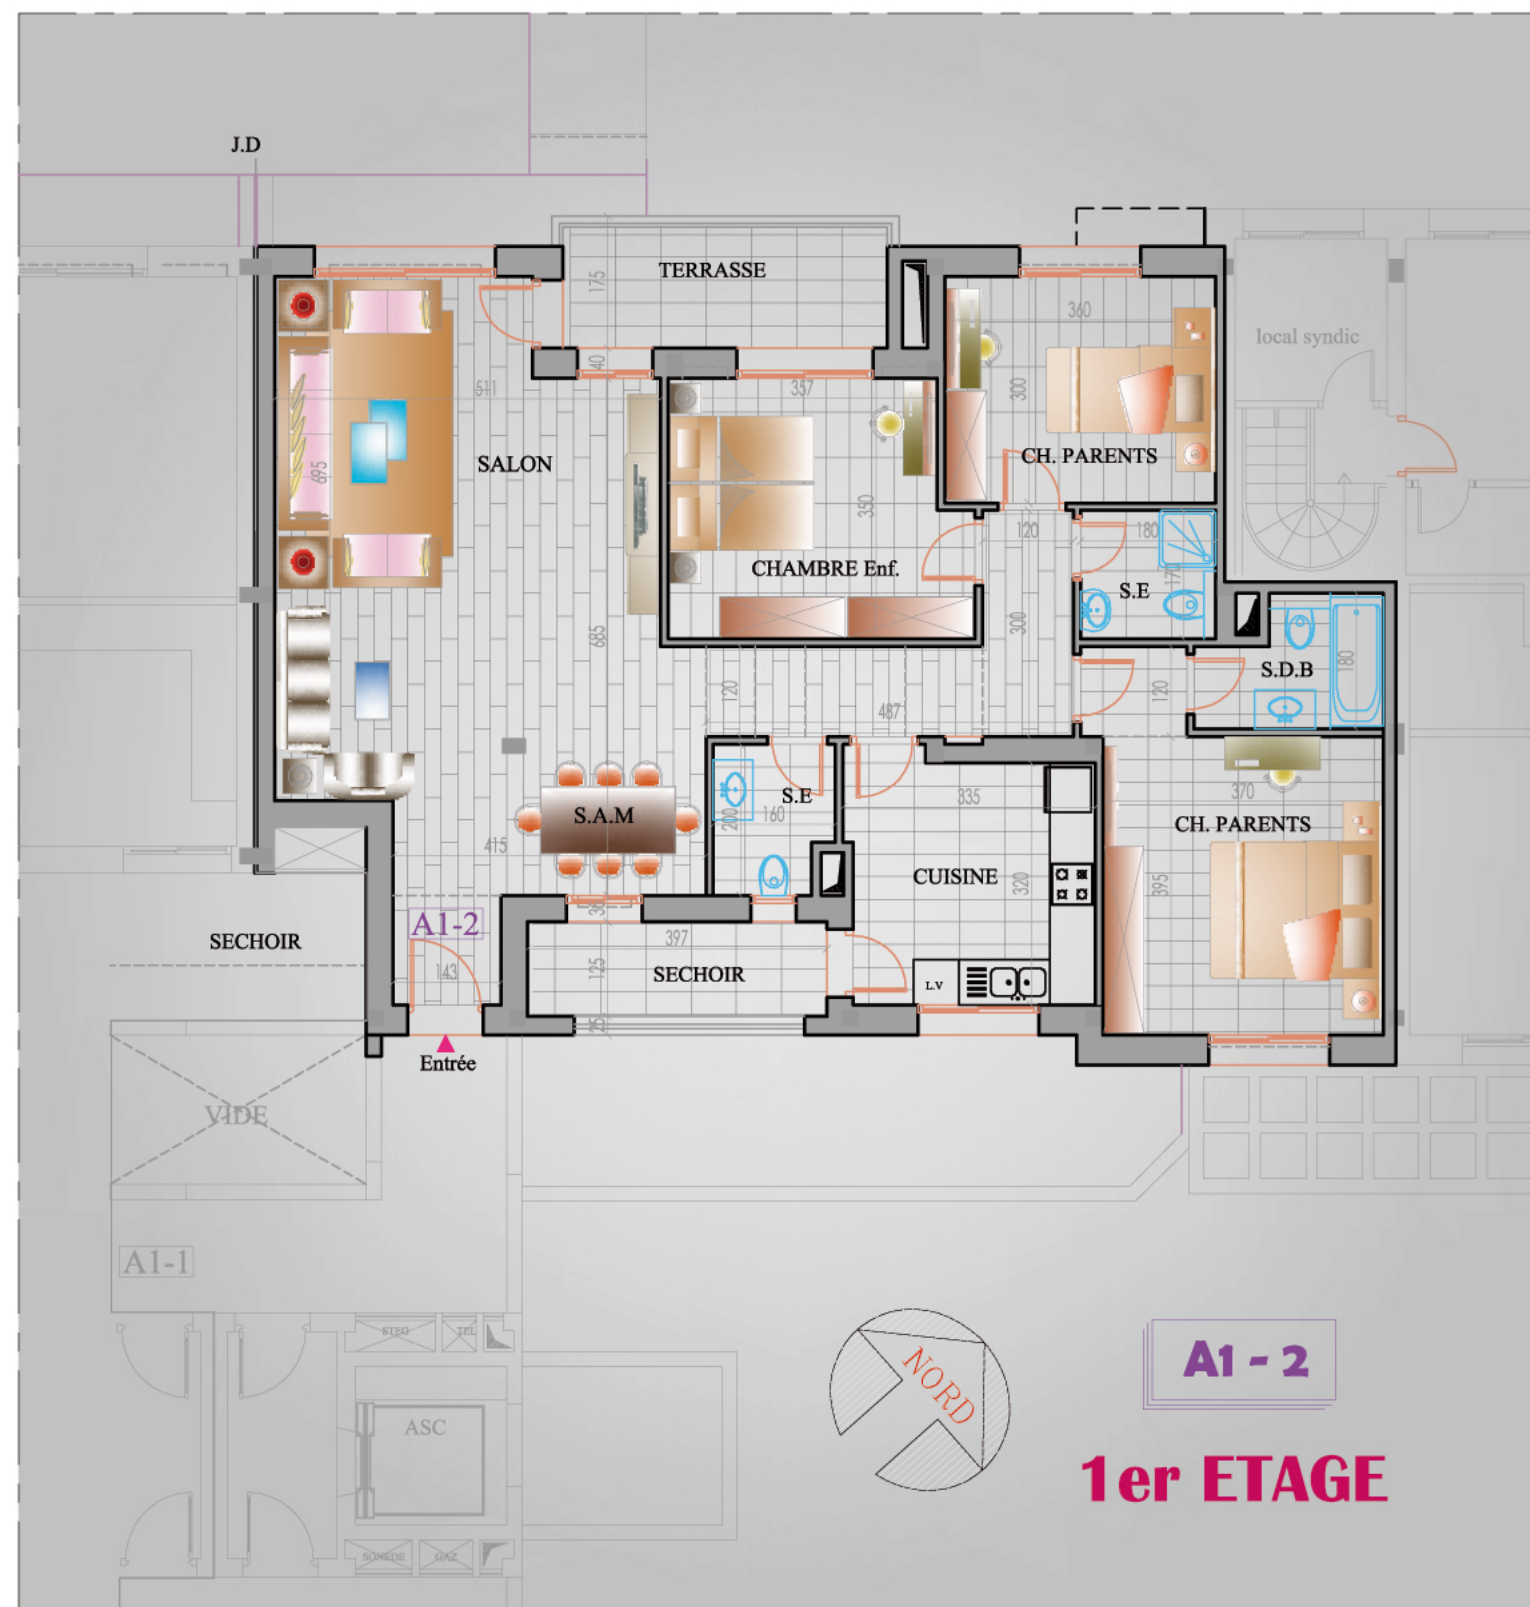 J.D
TERRASSE
175
360
local syndic
40
511
357
300
SALON
CH. PARENTS
695
350
120
180
CHAMBRE Enf.
170
S.E
300
685
S.D.B
180
120
120
487
S.E
335
370
S.A.M
200
160
CH. PARENTS
415
CUISINE
320
395
A1-2
36
SECHOIR
397
143
125
SECHOIR
L.V
25
Entrée
VIDE
A1-1
STEG
TEL
NORD
A1 - 2
ASC
1er ETAGE
SONEDE
GAZ